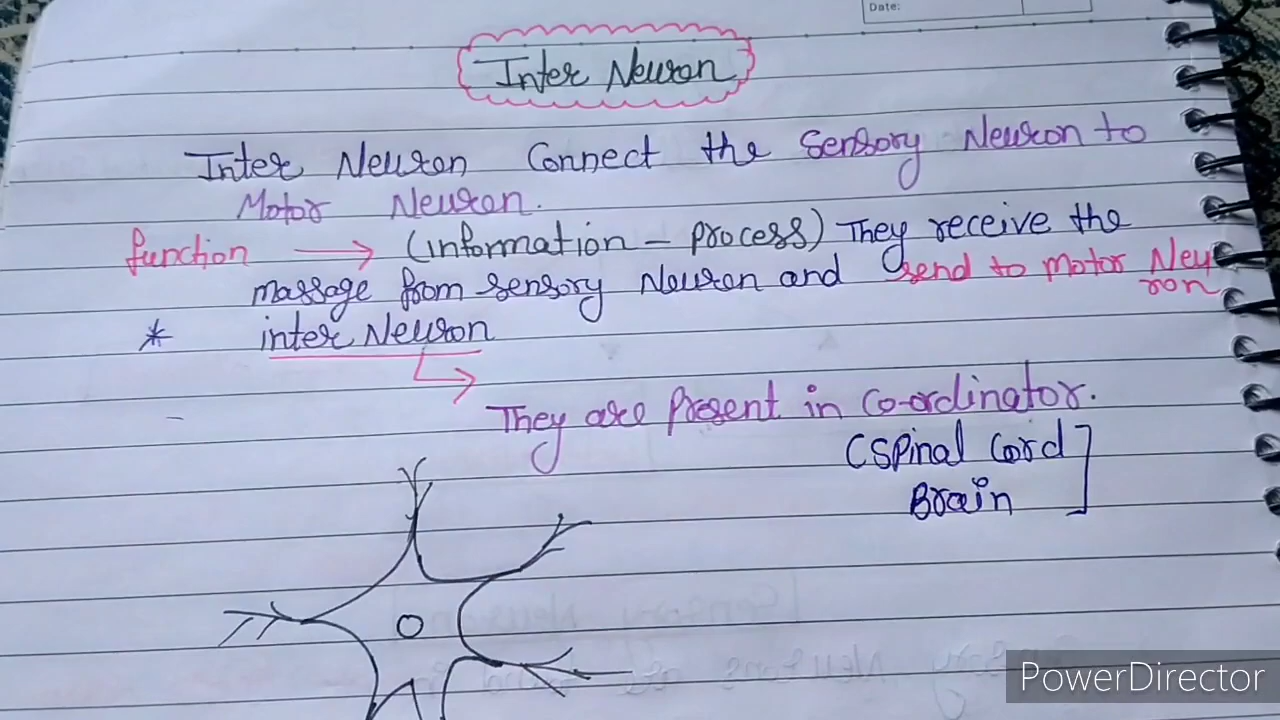 Date:
Inter Neuron
Inter Neuron Connect the Sensory Neuron to
Motor Neuron.
function → (information - process) They receive the
massage from sensory Neuron and send to motor Ney
ron
* inter Neuron
They are Present in Co-ordinator.
(Spinal Cord
Brain ]
PowerDirector